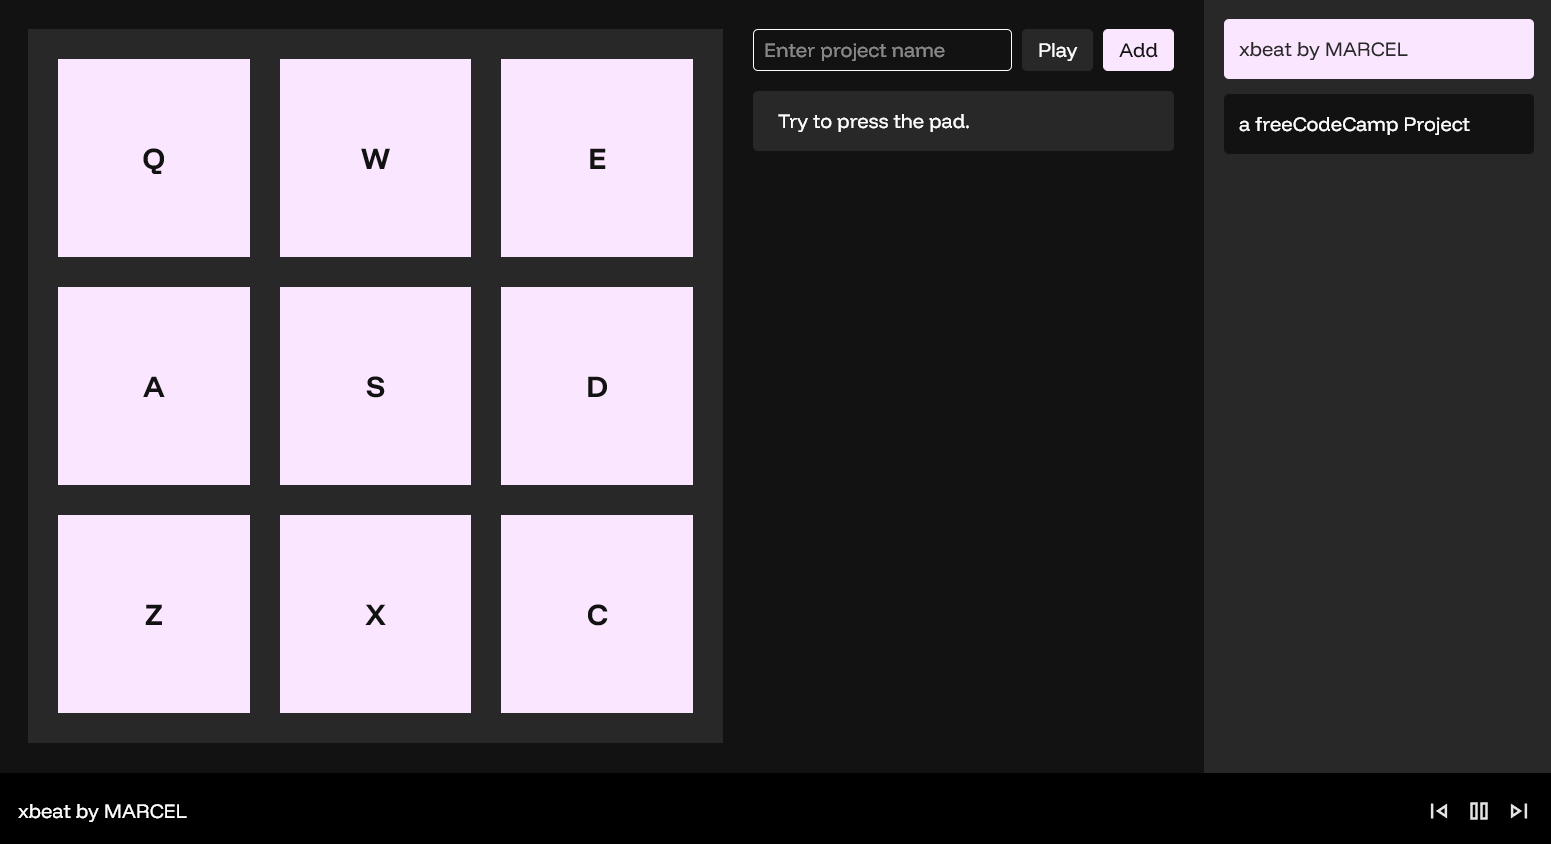 Q
W
E
A
S
D
Z
X
C
Enter project name
Play
Add
Try to press the pad.
xbeat by MARCEL
a freeCodeCamp Project
xbeat by MARCEL